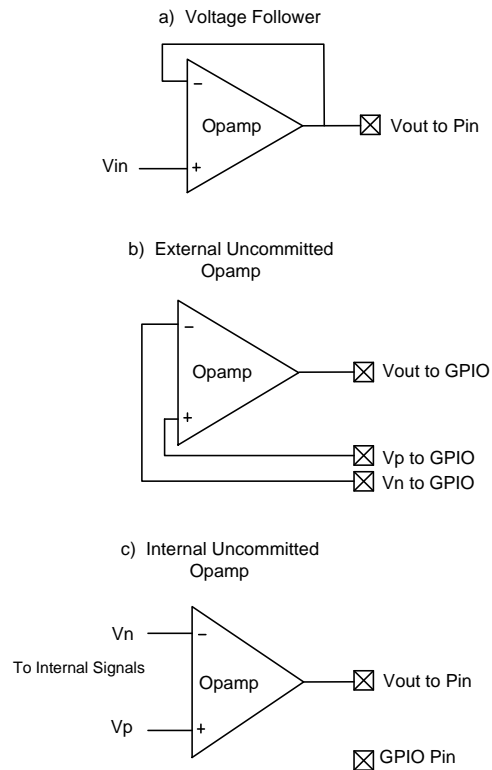 a) Voltage Follower
−
Opamp
Vout to Pin
Vin
+
b) External Uncommitted
Opamp
−
Opamp
Vout to GPIO
+
Vp to GPIO
Vn to GPIO
c) Internal Uncommitted
Opamp
Vn
−
To Internal Signals
Opamp
Vout to Pin
Vp
+
GPIO Pin